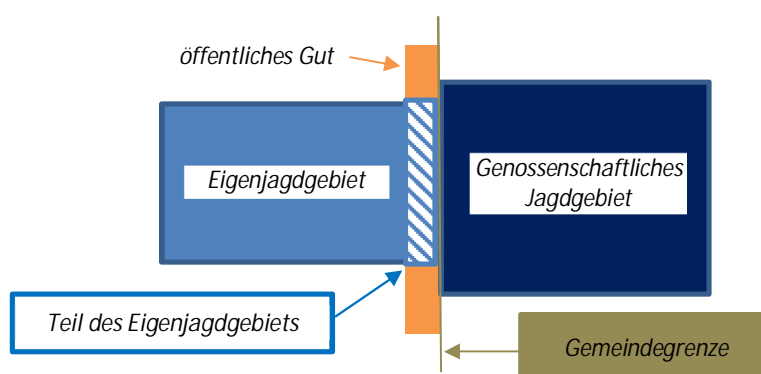 öffentliches Gut
Eigenjagdgebiet
Genossenschaftliches
Jagdgebiet
Teil des Eigenjagdgebiets
Gemeindegrenze